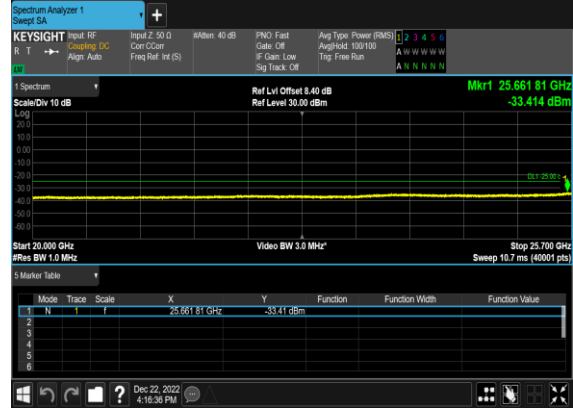 Spectrum Analyzer 1
Swept SA
+
KEYSIGHT Input: RF Input Z: 50 Ω #Atten: 40 dB PNO: Fast Avg Type: Power (RMS) 1 2 3 4 5 6
R T Coupling: DC Corr CCorr Gate: Off Avg|Hold: 100/100 A W W W W W
Align: Auto Freq Ref: Int (S) IF Gain: Low Trig: Free Run
Sig Track: Off A N N N N N
1 Spectrum
Scale/Div 10 dB
Ref Lvl Offset 8.40 dB
Ref Level 30.00 dBm
Mkr1 25.661 81 GHz
-33.414 dBm
Log
20.0
10.0
0.00
-10.0
-20.0
DL1 -25.00
-30.0
-40.0
-50.0
-60.0
Start 20.000 GHz Video BW 3.0 MHz* Stop 25.700 GHz
#Res BW 1.0 MHz Sweep 10.7 ms (40001 pts)
5 Marker Table
Mode Trace Scale X Y Function Function Width Function Value
1 N 1 f 25.661 81 GHz -33.41 dBm
2
3
4
5
6
? Dec 22, 2022
4:16:36 PM